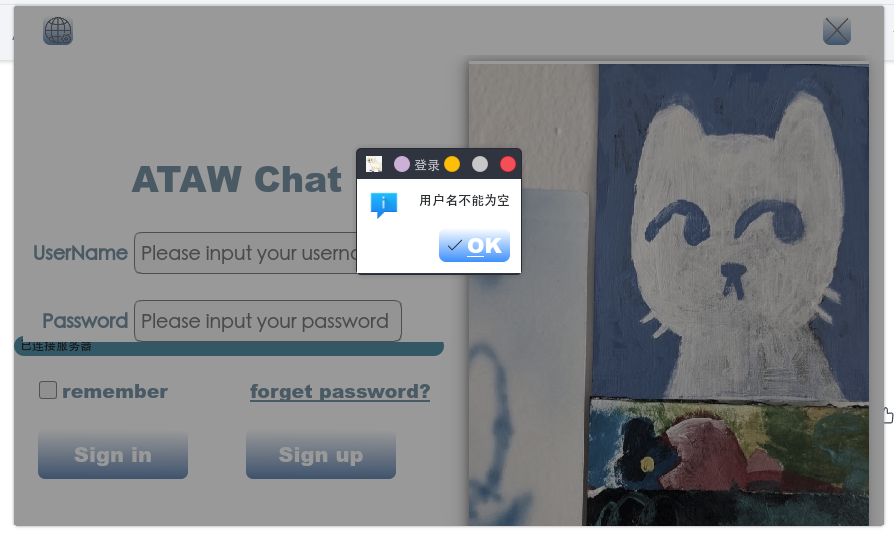 ATAW Chat
登录
用户名不能为空
OK
UserName
Please input your userna
Password
Please input your password
已连接服务器
remember
forget password?
Sign in
Sign up